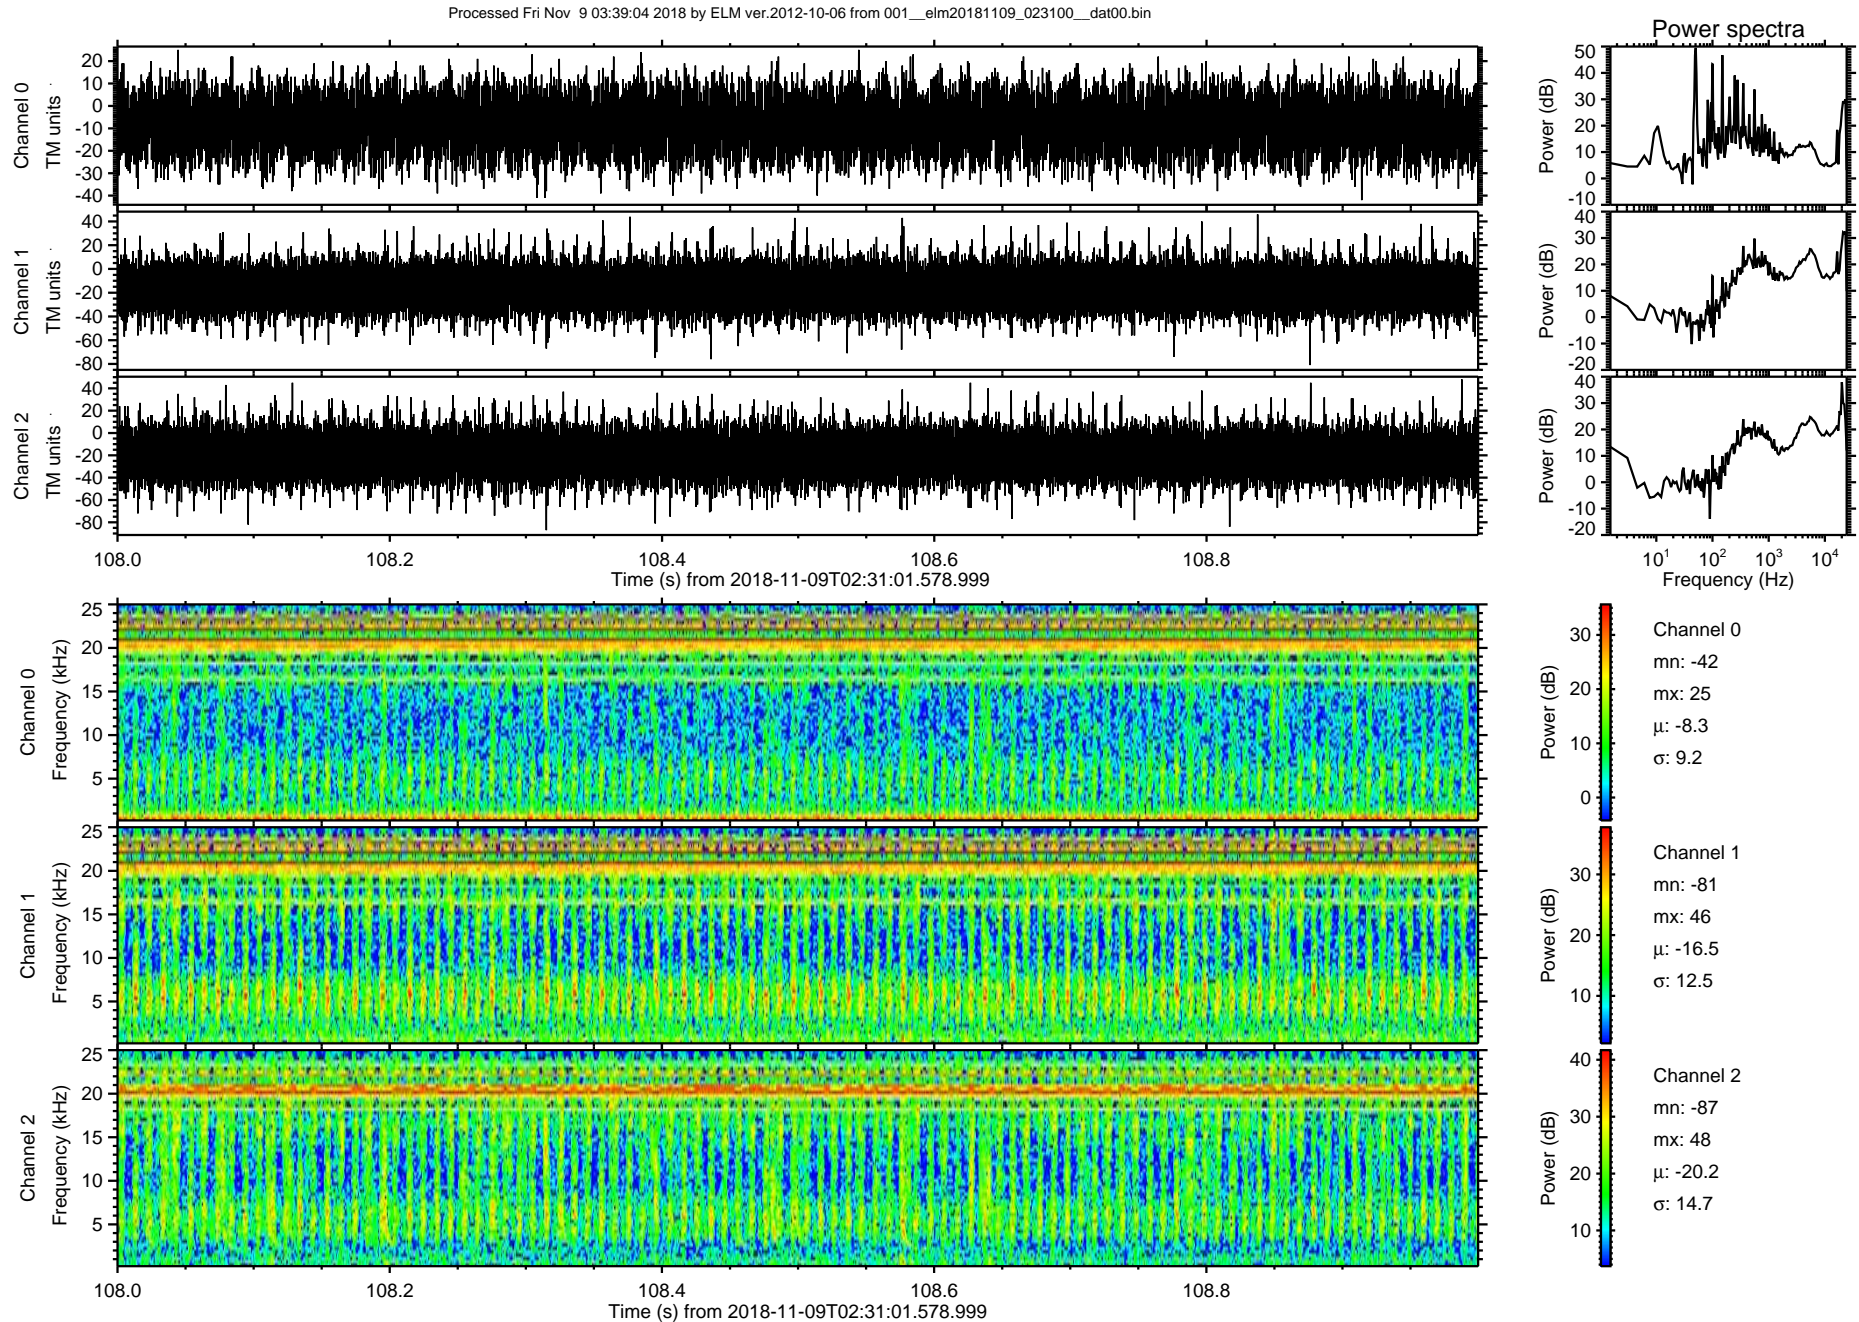 Processed Fri Nov  9 03:39:04 2018 by ELM ver.2012-10-06 from 001__elm20181109_023100__dat00.bin
Power spectra
Channel 0
TM units
20
10
0
-10
-20
-30
-40
Power (dB)
50
40
30
20
10
0
-10
Channel 1
TM units
40
20
0
-20
-40
-60
-80
Power (dB)
40
30
20
10
0
-10
-20
Channel 2
TM units
40
20
0
-20
-40
-60
-80
Power (dB)
40
30
20
10
0
-10
-20
108.0 108.2 108.4 108.6 108.8
Time (s) from 2018-11-09T02:31:01.578.999
10¹ 10² 10³ 10⁴
Frequency (Hz)
Channel 0
Frequency (kHz)
25
20
15
10
5
Power (dB)
30
20
10
0
Channel 0
mn: -42
mx: 25
μ: -8.3
σ: 9.2
Channel 1
Frequency (kHz)
25
20
15
10
5
Power (dB)
30
20
10
Channel 1
mn: -81
mx: 46
μ: -16.5
σ: 12.5
Channel 2
Frequency (kHz)
25
20
15
10
5
Power (dB)
40
30
20
10
Channel 2
mn: -87
mx: 48
μ: -20.2
σ: 14.7
108.0 108.2 108.4 108.6 108.8
Time (s) from 2018-11-09T02:31:01.578.999